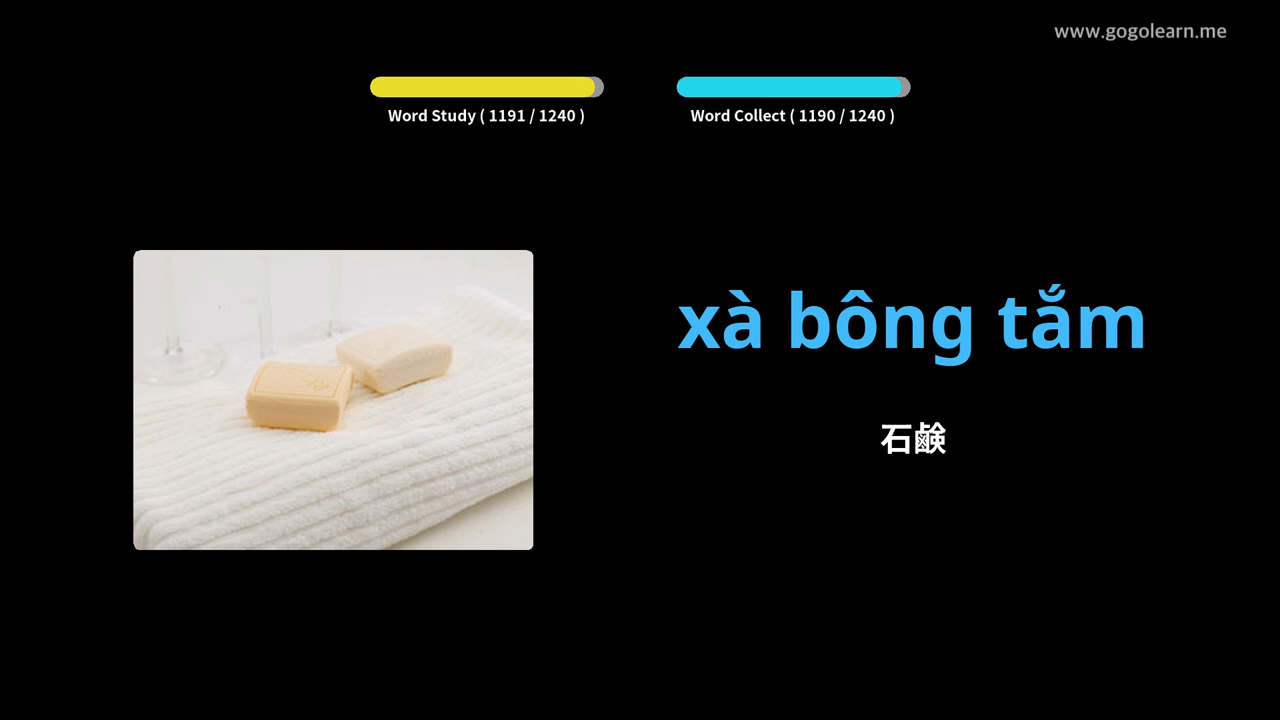 www.gogolearn.me
Word Study ( 1191 / 1240 )
Word Collect ( 1190 / 1240 )
xà bông tắm
石鹸